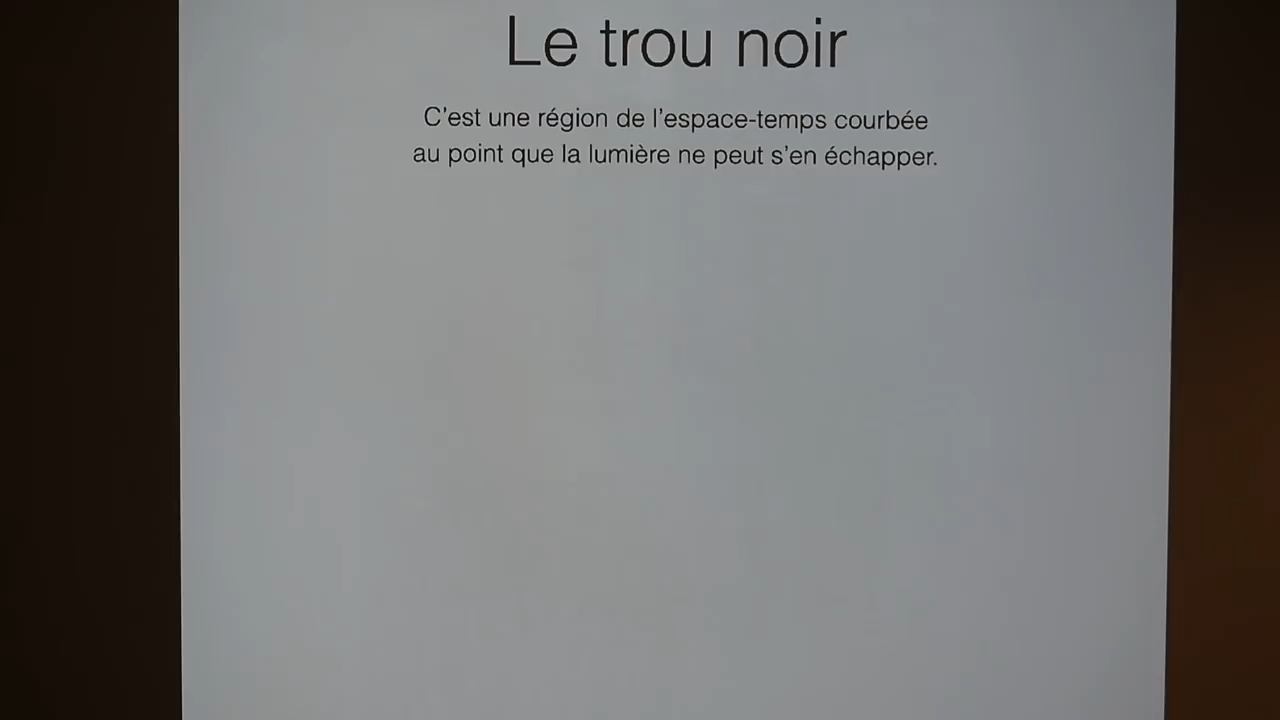 Le trou noir
C’est une région de l’espace-temps courbée
au point que la lumière ne peut s’en échapper.